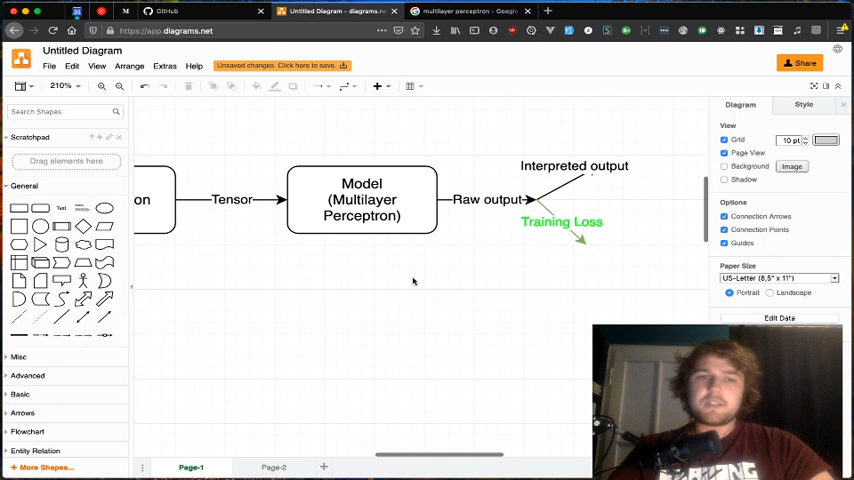 GitHub
Untitled Diagram - diagrams.net
multilayer perceptron - Google
https://app.diagrams.net
Untitled Diagram
File Edit View Arrange Extras Help
Unsaved changes. Click here to save.
Share
210%
Search Shapes
Scratchpad
Drag elements here
General
Text
Misc
Advanced
Basic
Arrows
Flowchart
Entity Relation
+ More Shapes...
on
Tensor
Model
(Multilayer
Perceptron)
Raw output
Interpreted output
Training Loss
Diagram
Style
View
Grid
10 pt
Page View
Background
Image
Shadow
Options
Connection Arrows
Connection Points
Guides
Paper Size
US-Letter (8,5" x 11")
Portrait
Landscape
Edit Data
Page-1
Page-2